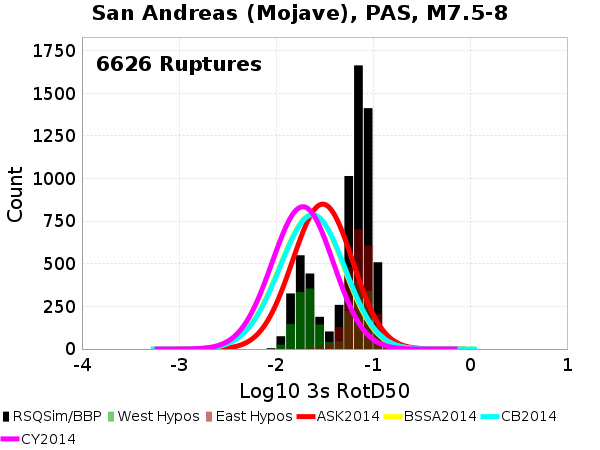 San Andreas (Mojave), PAS, M7.5-8
6626 Ruptures
1750
1500
1250
1000
750
500
250
0
Count
-4 -3 -2 -1 0 1
Log10 3s RotD50
RSQSim/BBP West Hypos East Hypos ASK2014 BSSA2014 CB2014
CY2014